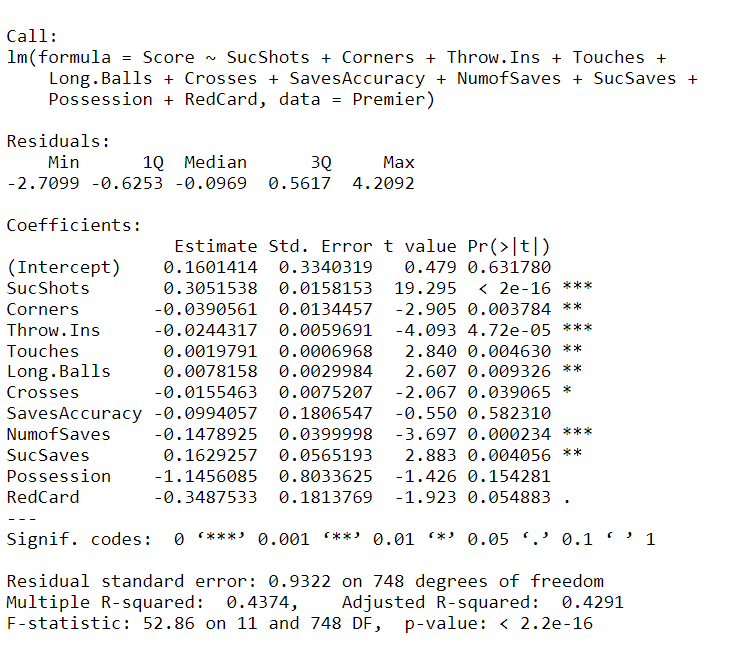 Call:
lm(formula = Score ~ SucShots + Corners + Throw.Ins + Touches +
    Long.Balls + Crosses + SavesAccuracy + NumofSaves + SucSaves +
    Possession + RedCard, data = Premier)
Residuals:
    Min      1Q  Median      3Q     Max
-2.7099 -0.6253 -0.0969  0.5617  4.2092
Coefficients:
                Estimate Std. Error t value Pr(>|t|)
(Intercept)    0.1601414  0.3340319   0.479 0.631780
SucShots       0.3051538  0.0158153  19.295  < 2e-16 ***
Corners       -0.0390561  0.0134457  -2.905 0.003784 **
Throw.Ins     -0.0244317  0.0059691  -4.093 4.72e-05 ***
Touches        0.0019791  0.0006968   2.840 0.004630 **
Long.Balls     0.0078158  0.0029984   2.607 0.009326 **
Crosses       -0.0155463  0.0075207  -2.067 0.039065 *
SavesAccuracy -0.0994057  0.1806547  -0.550 0.582310
NumofSaves    -0.1478925  0.0399998  -3.697 0.000234 ***
SucSaves       0.1629257  0.0565193   2.883 0.004056 **
Possession    -1.1456085  0.8033625  -1.426 0.154281
RedCard       -0.3487533  0.1813769  -1.923 0.054883 .
---
Signif. codes:  0 ‘***’ 0.001 ‘**’ 0.01 ‘*’ 0.05 ‘.’ 0.1 ‘ ’ 1
Residual standard error: 0.9322 on 748 degrees of freedom
Multiple R-squared:  0.4374,    Adjusted R-squared:  0.4291
F-statistic: 52.86 on 11 and 748 DF,  p-value: < 2.2e-16